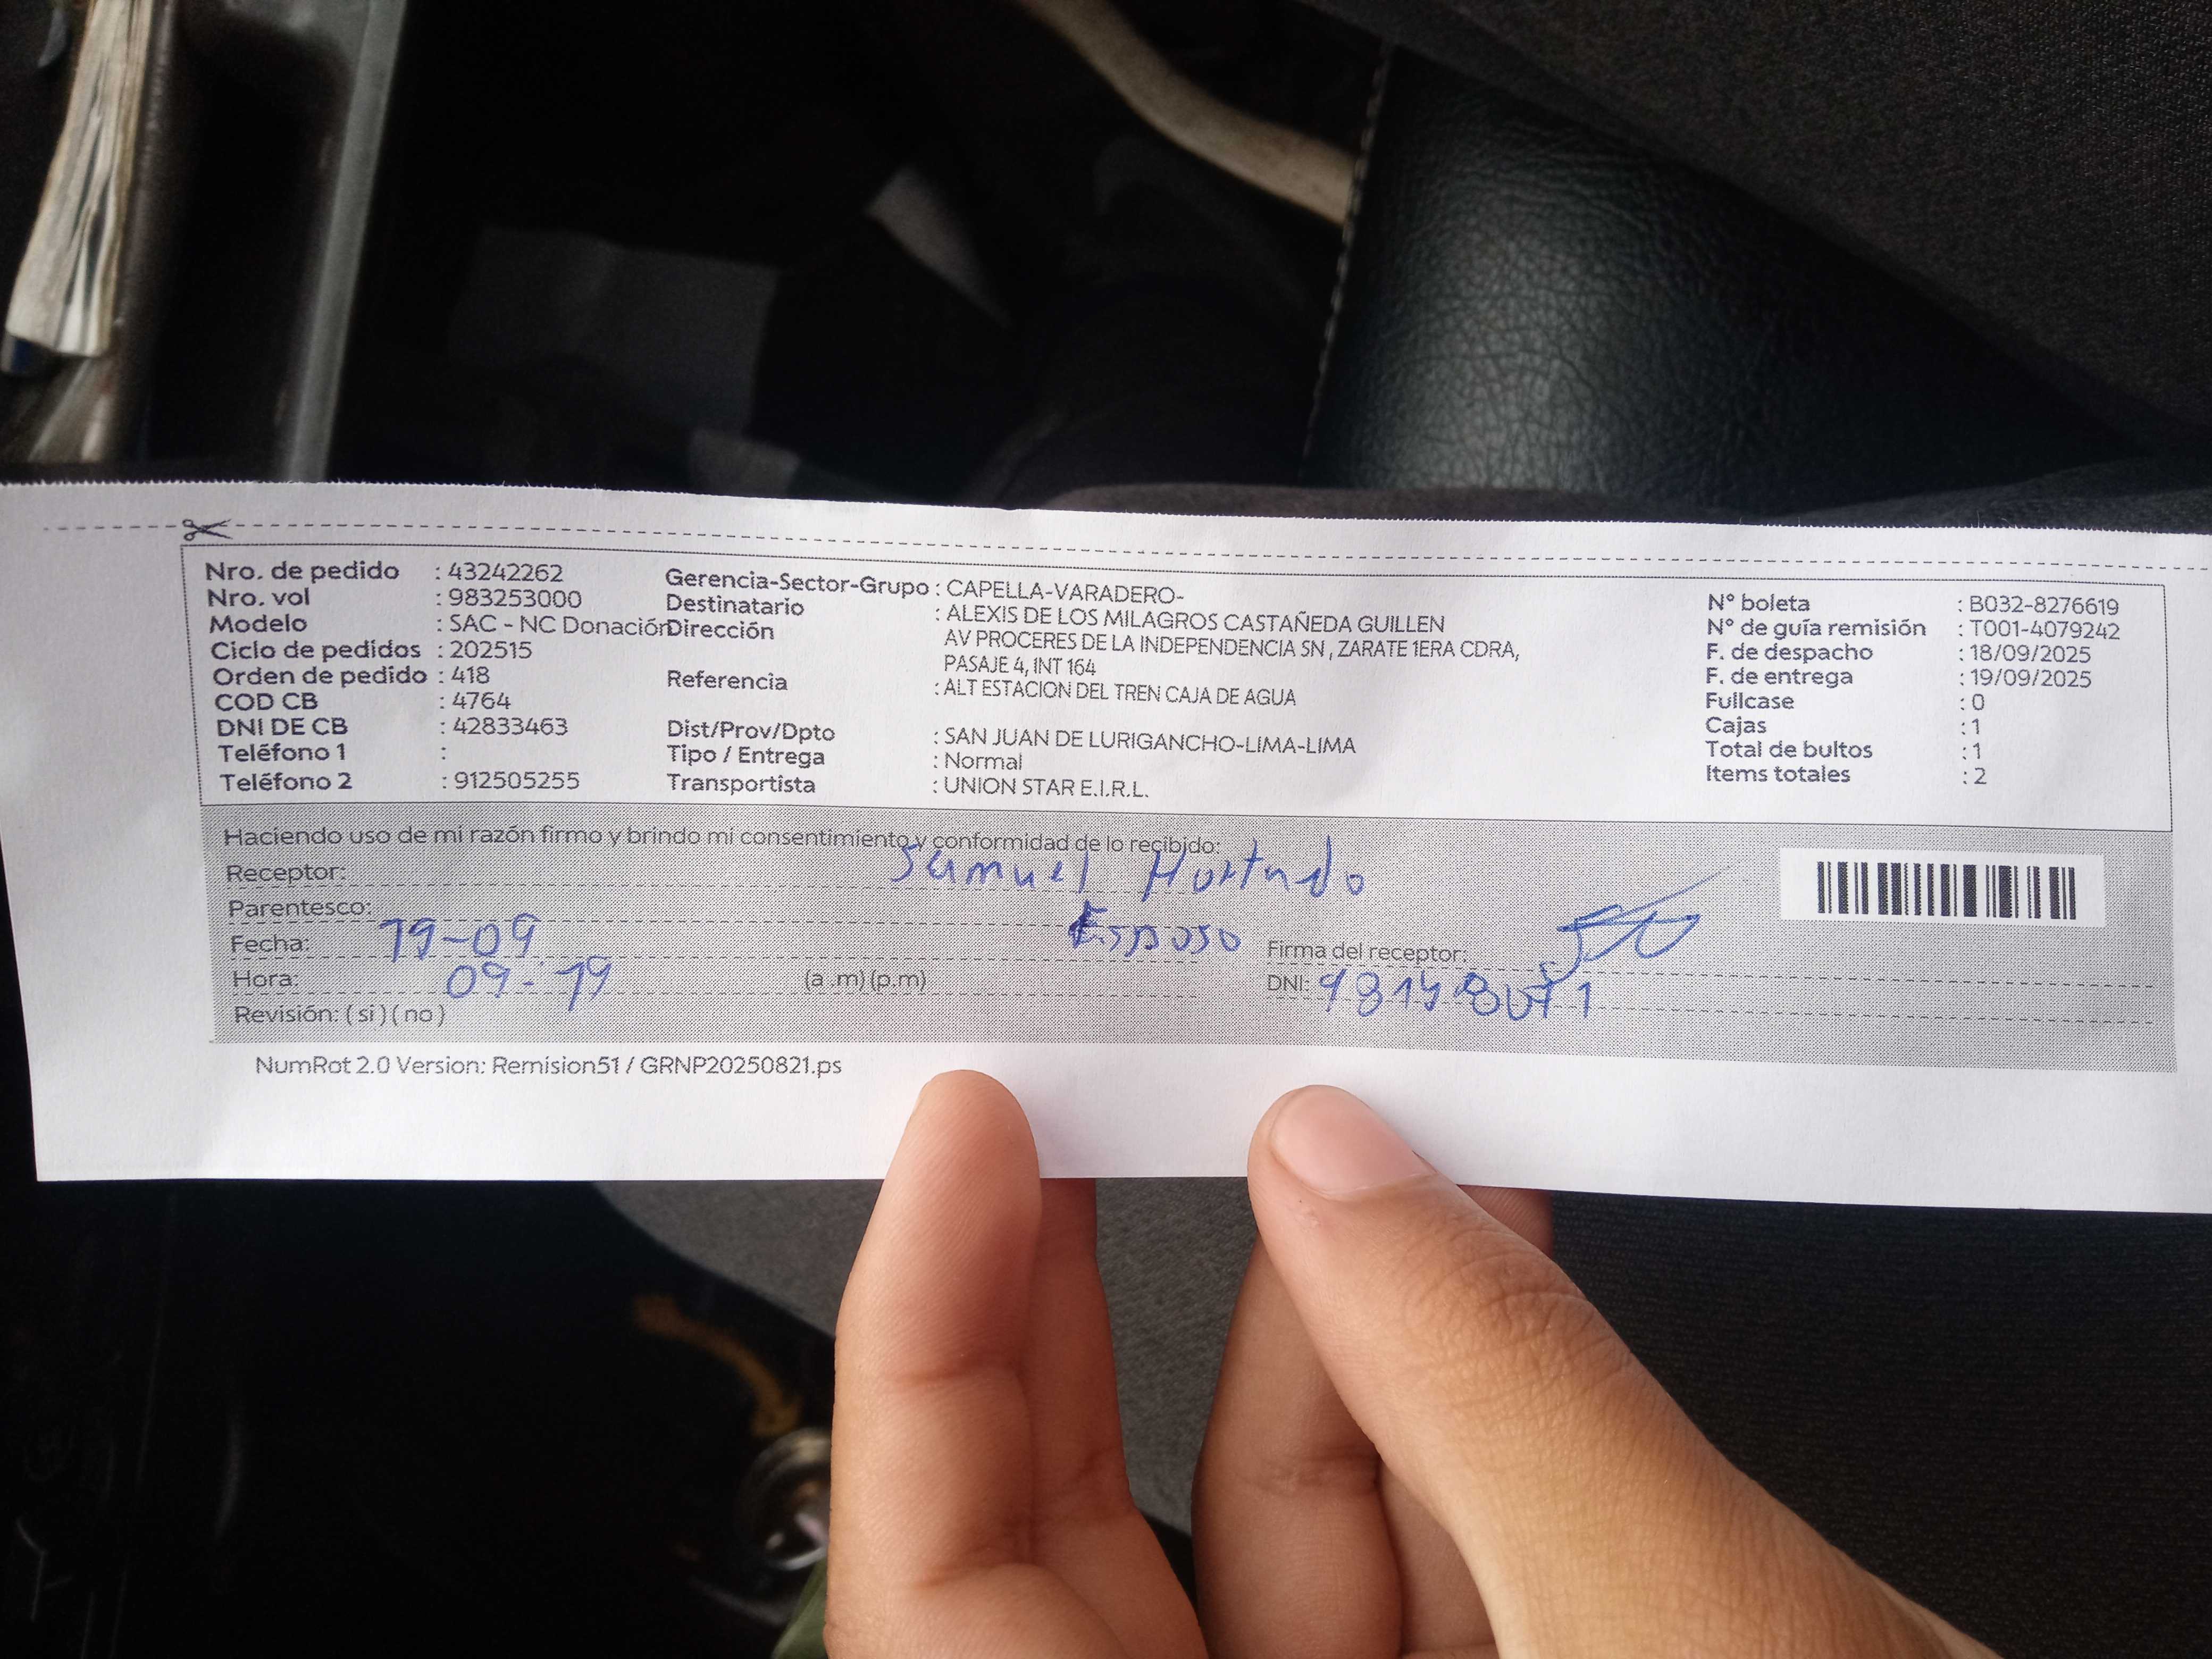 Nro. de pedido : 43242262
Nro. vol : 983253000
Modelo : SAC - NC Donación
Ciclo de pedidos : 202515
Orden de pedido : 418
COD CB : 4764
DNI DE CB : 42833463
Teléfono 1 :
Teléfono 2 : 912505255
Gerencia-Sector-Grupo : CAPELLA-VARADERO-
Destinatario : ALEXIS DE LOS MILAGROS CASTAÑEDA GUILLEN
Dirección AV PROCERES DE LA INDEPENDENCIA SN, ZARATE 1ERA CDRA,
PASAJE 4, INT 164
Referencia : ALT ESTACION DEL TREN CAJA DE AGUA
Dist/Prov/Dpto : SAN JUAN DE LURIGANCHO-LIMA-LIMA
Tipo / Entrega : Normal
Transportista : UNION STAR E.I.R.L.
N° boleta : B032-8276619
N° de guía remisión : T001-4079242
F. de despacho : 18/09/2025
F. de entrega : 19/09/2025
Fullcase : 0
Cajas : 1
Total de bultos : 1
Items totales : 2
Haciendo uso de mi razón firmo y brindo mi consentimiento y conformidad de lo recibido:
Receptor: Samuel Hurtado
Parentesco: Esposo
Fecha: 19-09
Hora: 09:19 (a .m) (p.m)
Revisión: ( si ) ( no )
Firma del receptor:
DNI:
NumRot 2.0 Version: Remision51 / GRNP20250821.ps